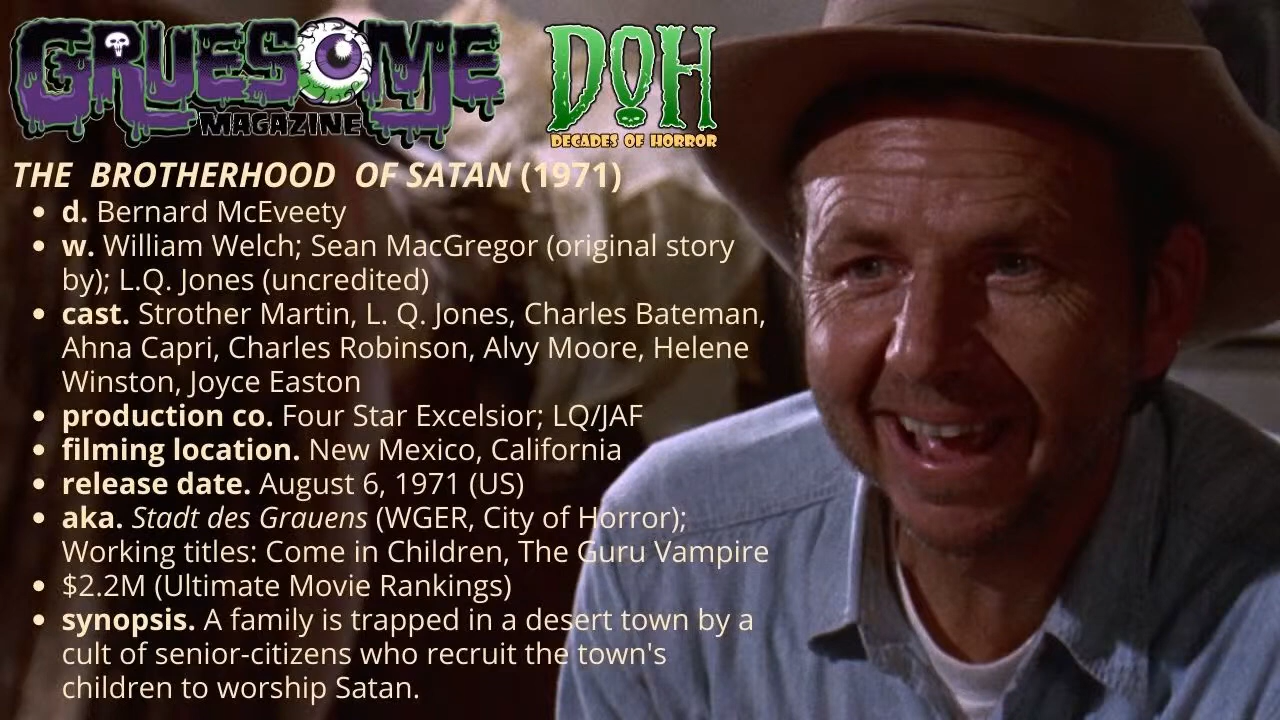 GRUESOME
MAGAZINE
DOH
DECADES OF HORROR
THE BROTHERHOOD OF SATAN (1971)
• d. Bernard McEveety
• w. William Welch; Sean MacGregor (original story
by); L.Q. Jones (uncredited)
• cast. Strother Martin, L. Q. Jones, Charles Bateman,
Ahna Capri, Charles Robinson, Alvy Moore, Helene
Winston, Joyce Easton
• production co. Four Star Excelsior; LQ/JAF
• filming location. New Mexico, California
• release date. August 6, 1971 (US)
• aka. Stadt des Grauens (WGER, City of Horror);
Working titles: Come in Children, The Guru Vampire
• $2.2M (Ultimate Movie Rankings)
• synopsis. A family is trapped in a desert town by a
cult of senior-citizens who recruit the town's
children to worship Satan.